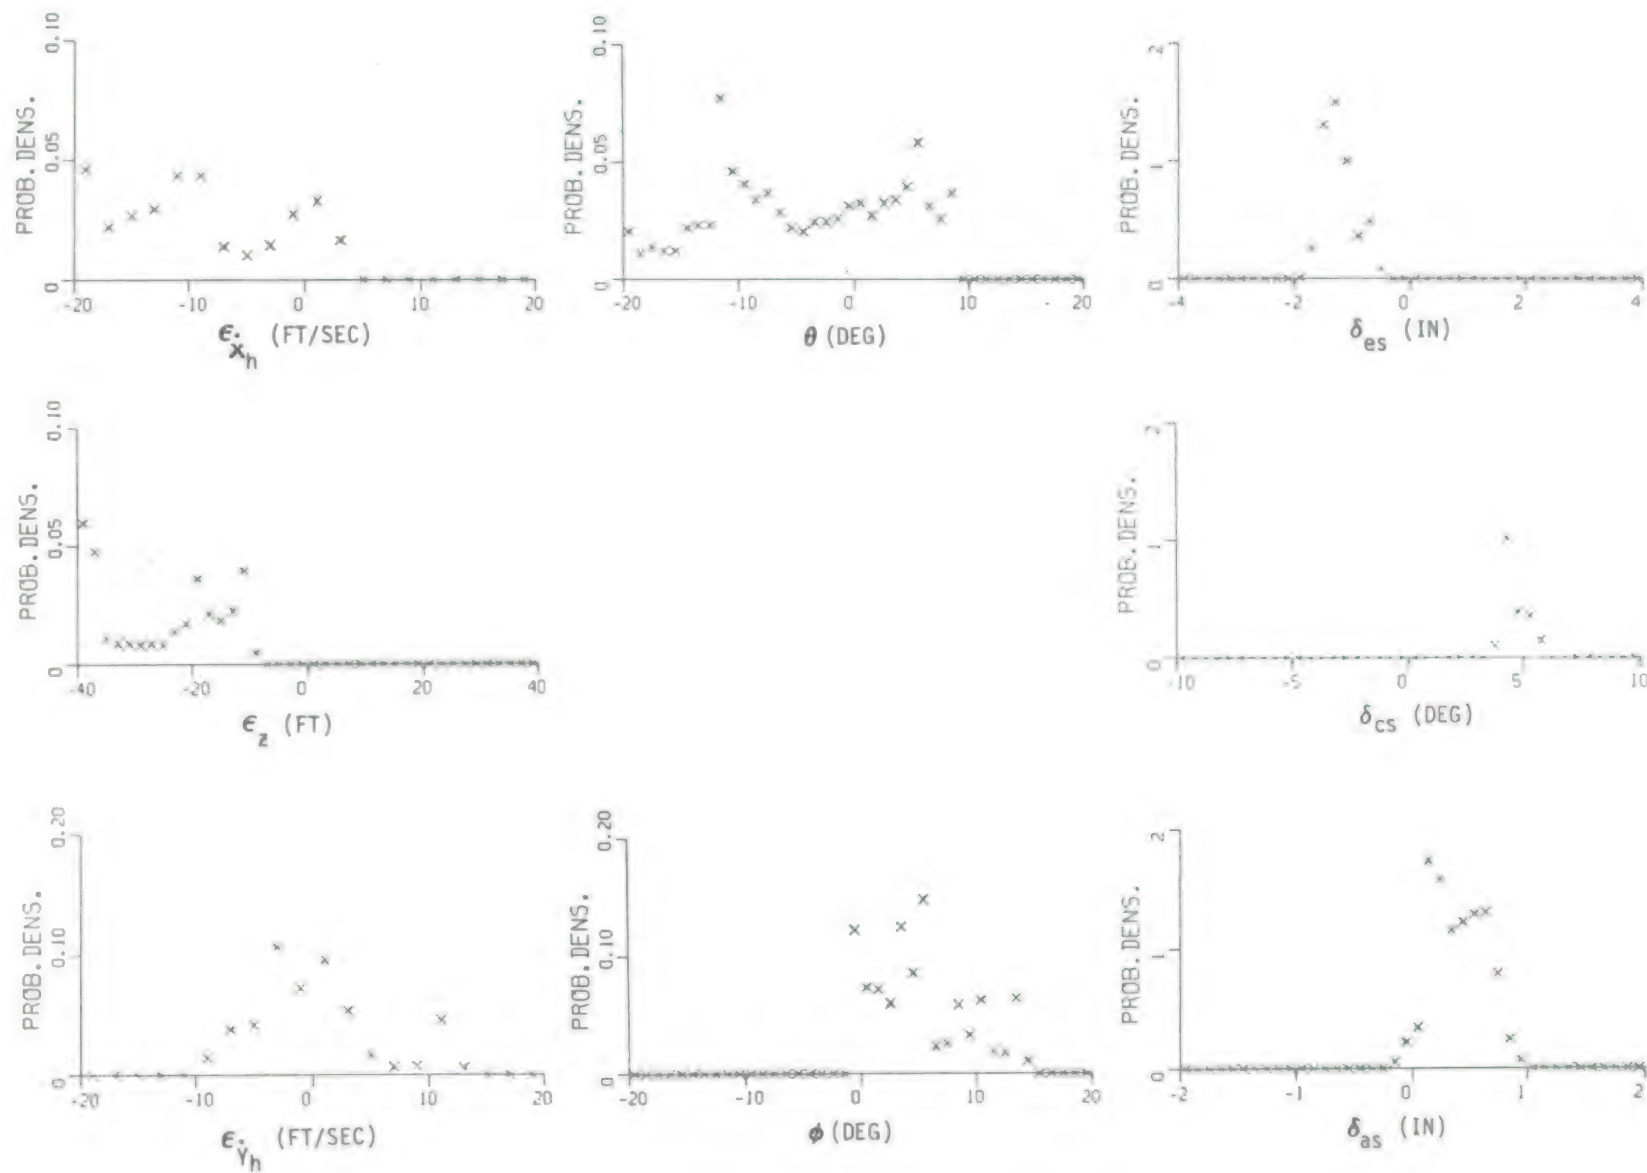 PROB. DENS.
0.10
0.05
0
-20 -10 0 10 20
ϵẋh (FT/SEC)
PROB. DENS.
0.10
0.05
0
-20 -10 0 10 20
θ (DEG)
PROB. DENS.
2
1
0
-4 -2 0 2 4
δes (IN)
PROB. DENS.
0.10
0.05
0
-40 -20 0 20 40
ϵz (FT)
PROB. DENS.
2
1
0
-10 -5 0 5 10
δcs (DEG)
PROB. DENS.
0.20
0.10
0
-20 -10 0 10 20
ϵẎh (FT/SEC)
PROB. DENS.
0.20
0.10
0
-20 -10 0 10 20
ϕ (DEG)
PROB. DENS.
2
1
0
-2 -1 0 1 2
δas (IN)